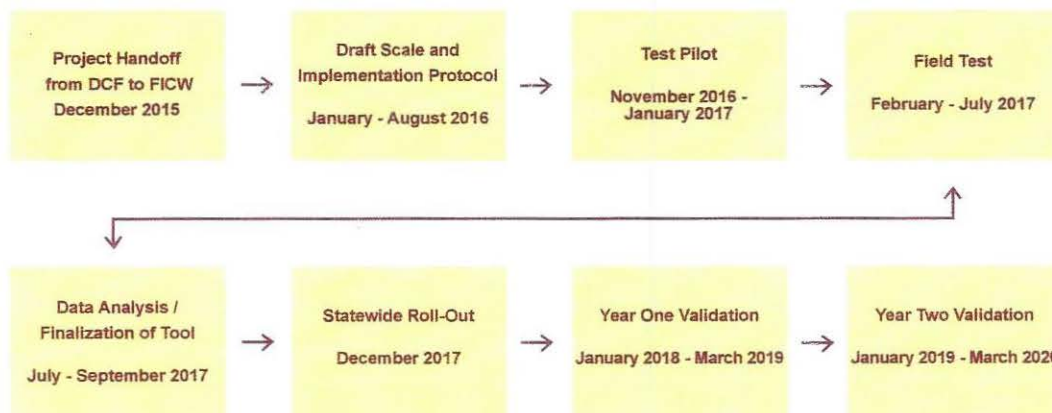 Project Handoff
from DCF to FICW
December 2015
Draft Scale and
Implementation Protocol
January - August 2016
Test Pilot
November 2016 -
January 2017
Field Test
February - July 2017
Data Analysis /
Finalization of Tool
July - September 2017
Statewide Roll-Out
December 2017
Year One Validation
January 2018 - March 2019
Year Two Validation
January 2019 - March 2020